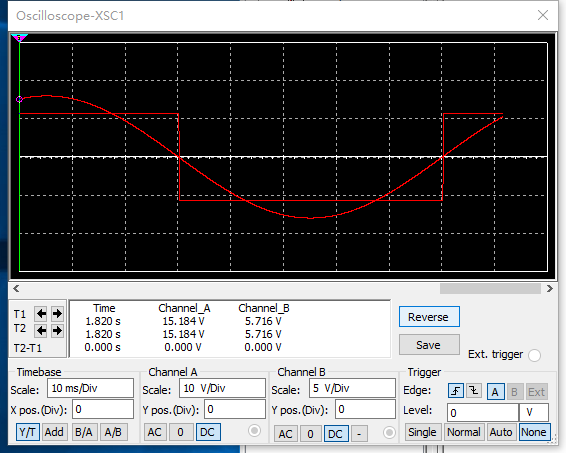 Oscilloscope-XSC1
Time Channel_A Channel_B
T1 1.820 s 15.184 V 5.716 V
T2 1.820 s 15.184 V 5.716 V
T2-T1 0.000 s 0.000 V 0.000 V
Reverse
Save
Ext. trigger
Timebase
Scale: 10 ms/Div
X pos.(Div): 0
Y/T Add B/A A/B
Channel A
Scale: 10 V/Div
Y pos.(Div): 0
AC 0 DC
Channel B
Scale: 5 V/Div
Y pos.(Div): 0
AC 0 DC -
Trigger
Edge: A B Ext
Level: 0 V
Single Normal Auto None